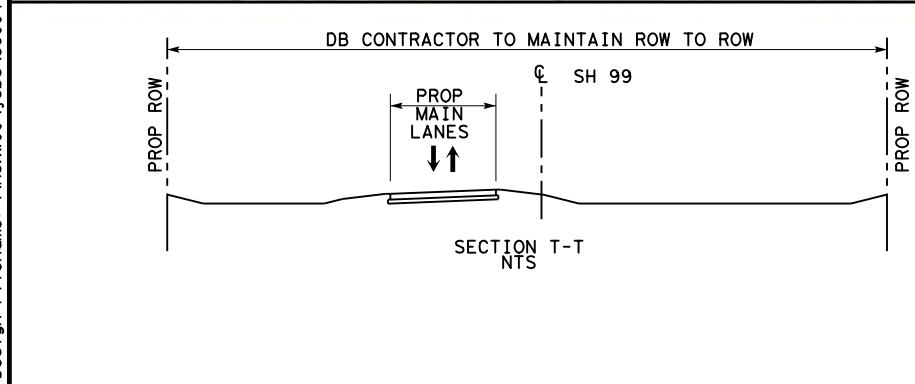 DB CONTRACTOR TO MAINTAIN ROW TO ROW
℄ SH 99
PROP ROW
PROP
MAIN
LANES
PROP ROW
SECTION T-T
NTS